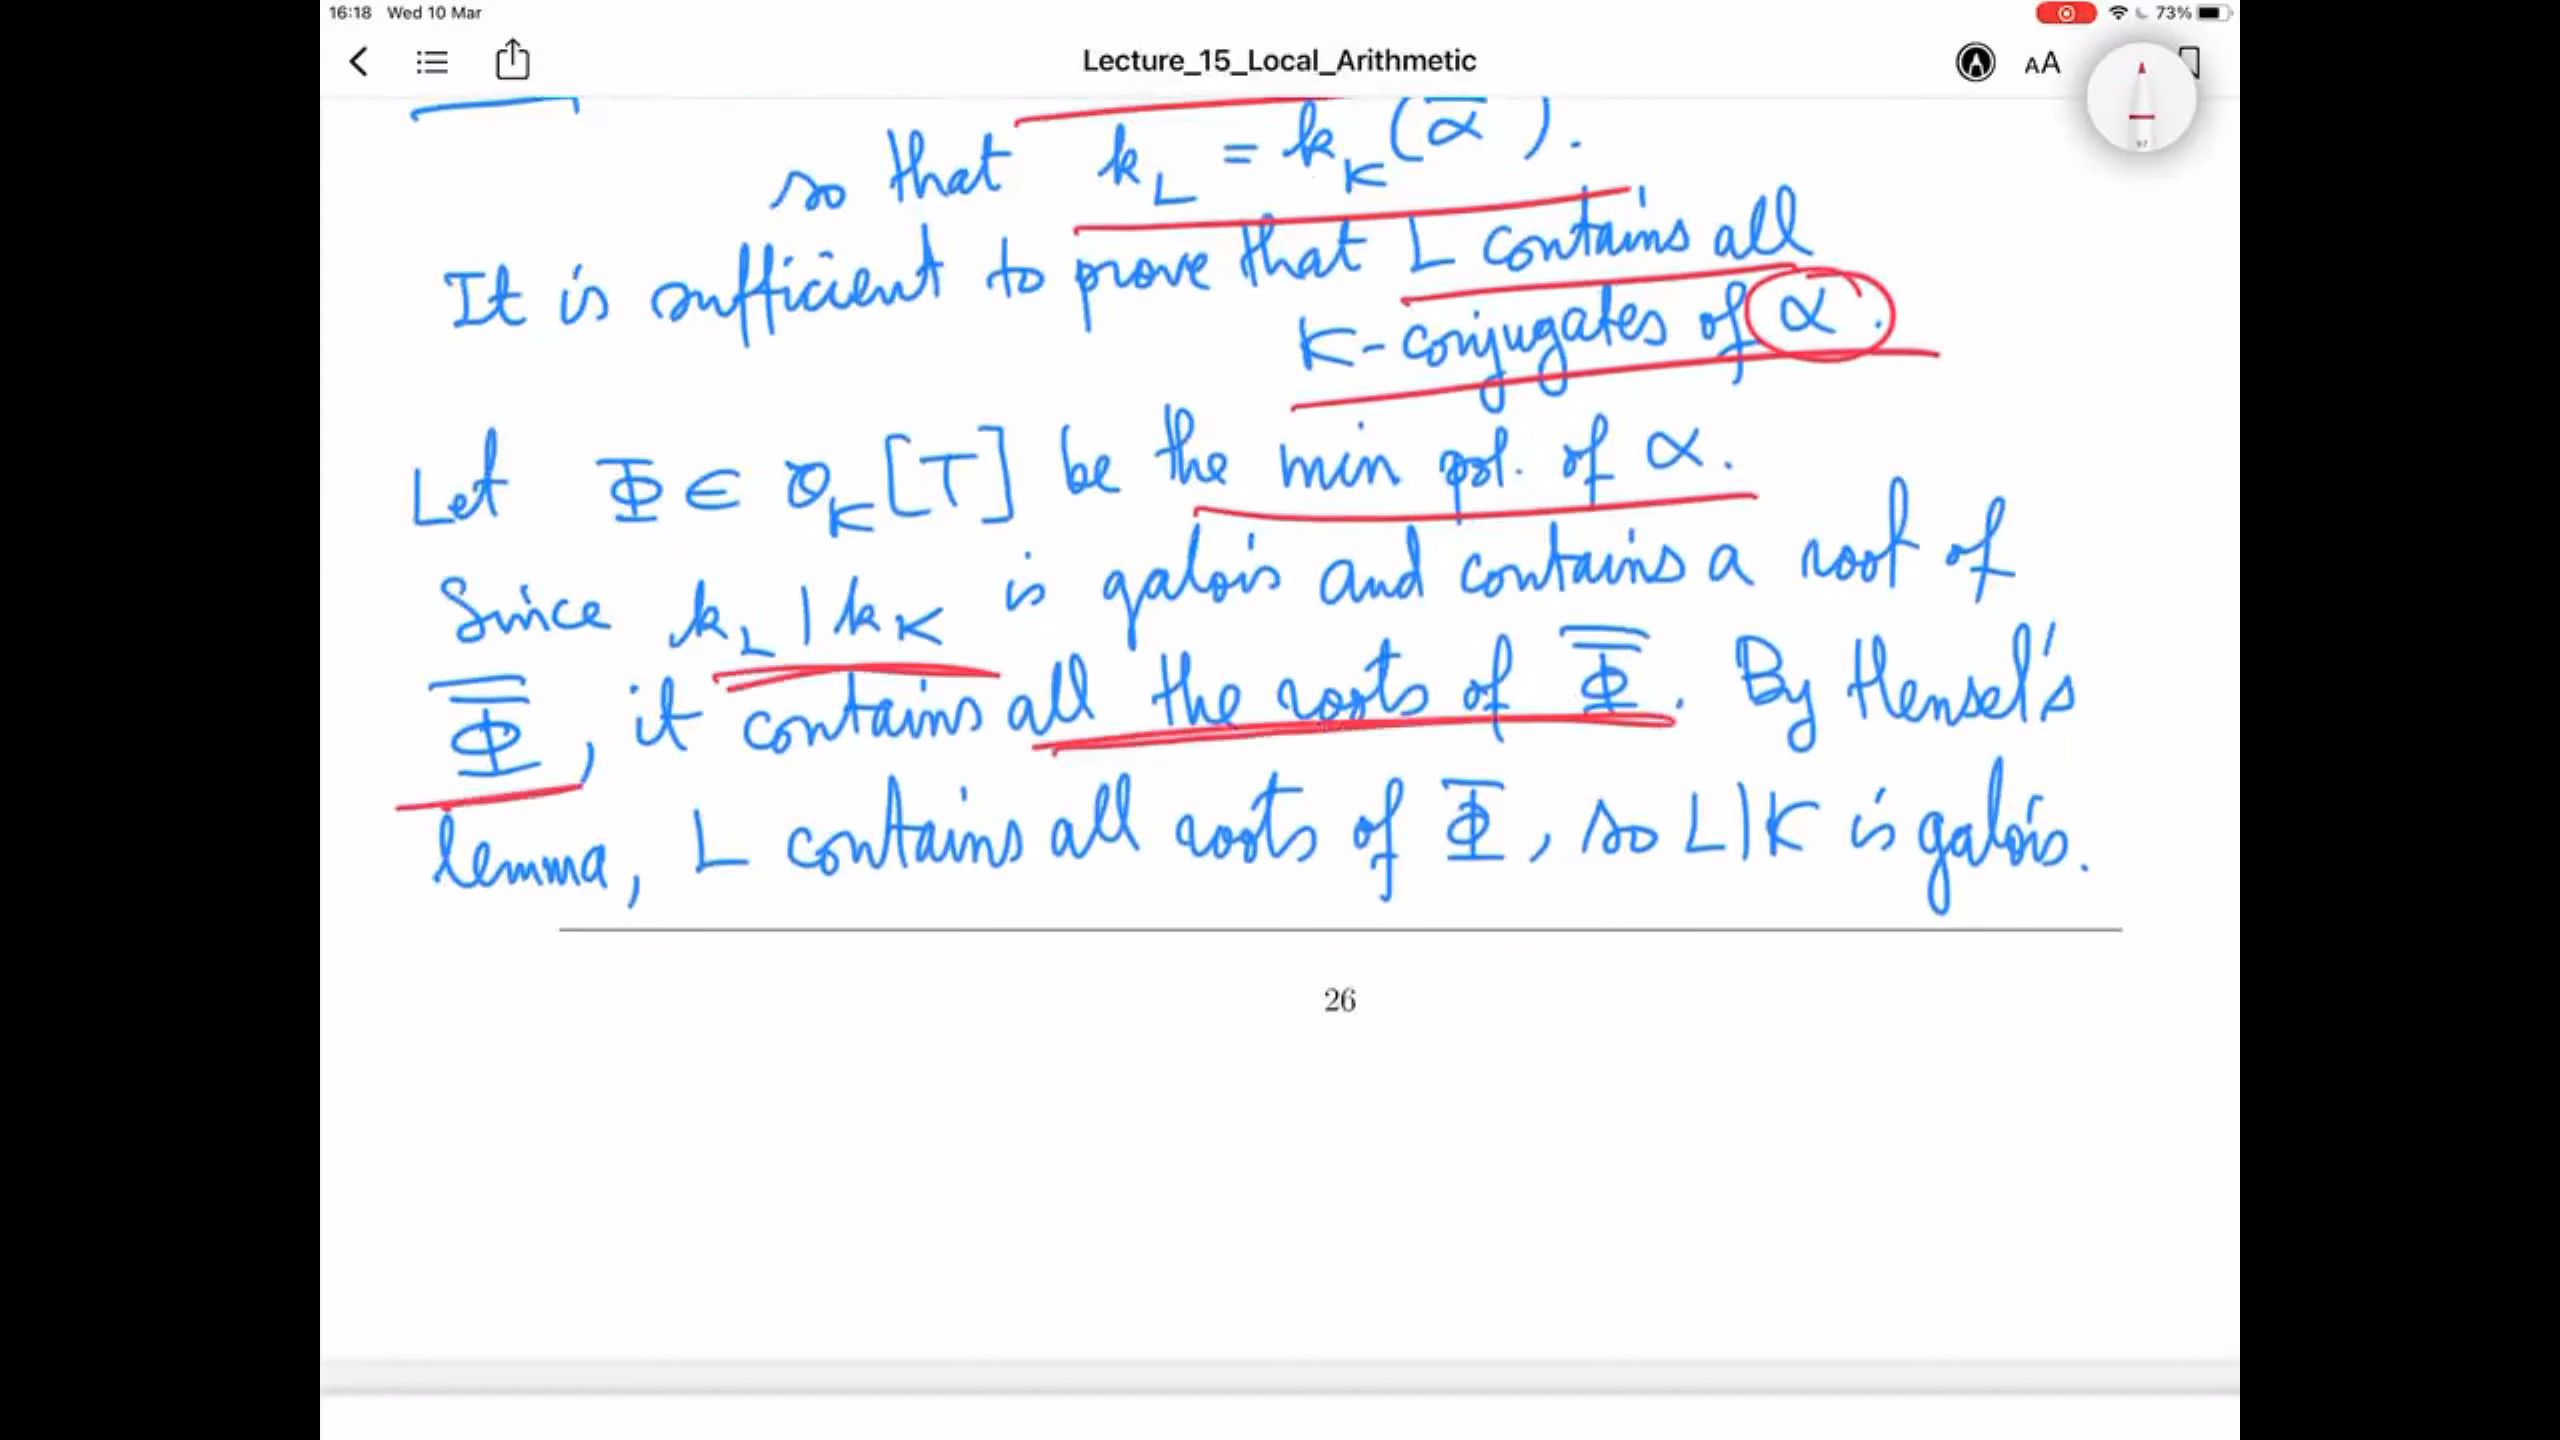 16:18 Wed 10 Mar 73%
Lecture_15_Local_Arithmetic AA
so that k_L = k_K(ᾱ).
It is sufficient to prove that L contains all
K-conjugates of α.
Let Φ ∈ 𝔬_K[T] be the min pol. of α.
Since k_L | k_K is galois and contains a root of
Φ̅, it contains all the roots of Φ̅. By Hensel's
lemma, L contains all roots of Φ̅, so L|K is galois.
26